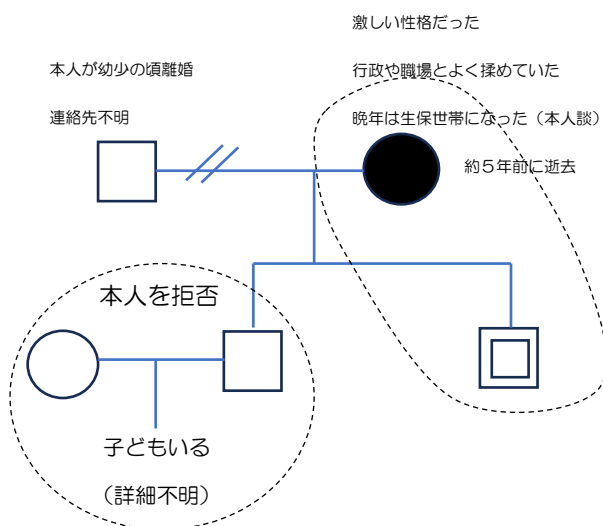 激しい性格だった
本人が幼少の頃離婚
行政や職場とよく揉めていた
連絡先不明
晩年は生保世帯になった（本人談）
約５年前に逝去
本人を拒否
子どもいる
（詳細不明）